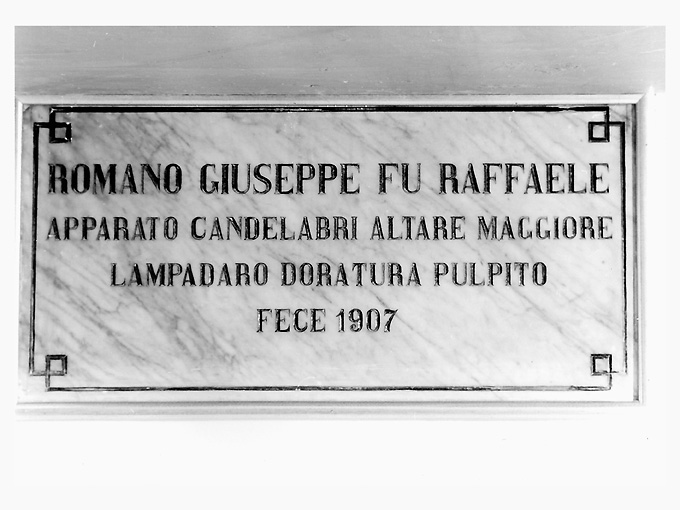 ROMANO GIUSEPPE FU RAFFAELE
APPARATO CANDELABRI ALTARE MAGGIORE
LAMPADARO DORATURA PULPITO
FECE 1907